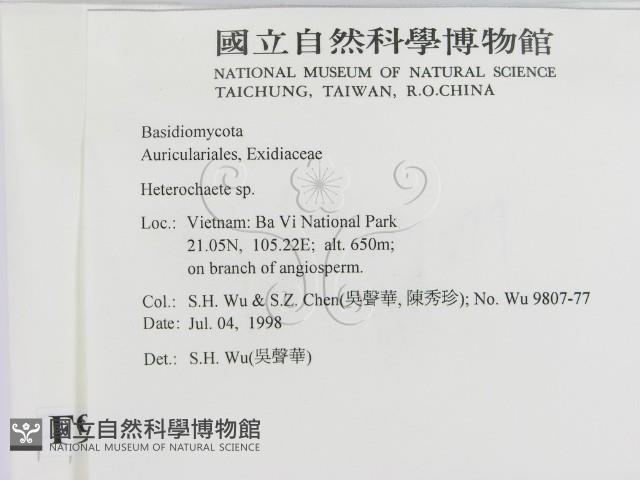 國立自然科學博物館
NATIONAL MUSEUM OF NATURAL SCIENCE
TAICHUNG, TAIWAN, R.O.CHINA
Basidiomycota
Auriculariales, Exidiaceae
Heterochaete sp.
Loc.: Vietnam: Ba Vi National Park
21.05N, 105.22E; alt. 650m;
on branch of angiosperm.
Col.: S.H. Wu & S.Z. Chen(吳聲華, 陳秀珍); No. Wu 9807-77
Date: Jul. 04, 1998
Det.: S.H. Wu(吳聲華)
國立自然科學博物館
NATIONAL MUSEUM OF NATURAL SCIENCE